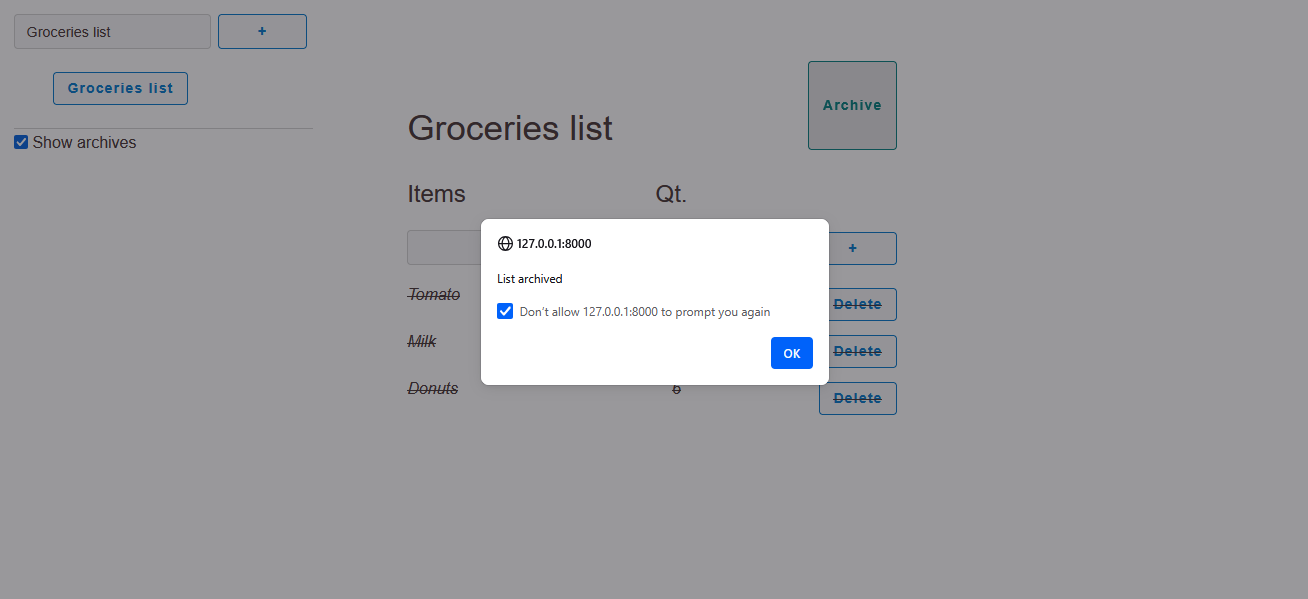 Groceries list
+
Groceries list
Show archives
Archive
Groceries list
Items Qt.
+
127.0.0.1:8000
List archived
Don’t allow 127.0.0.1:8000 to prompt you again
OK
Tomato Delete
Milk Delete
Donuts 6 Delete